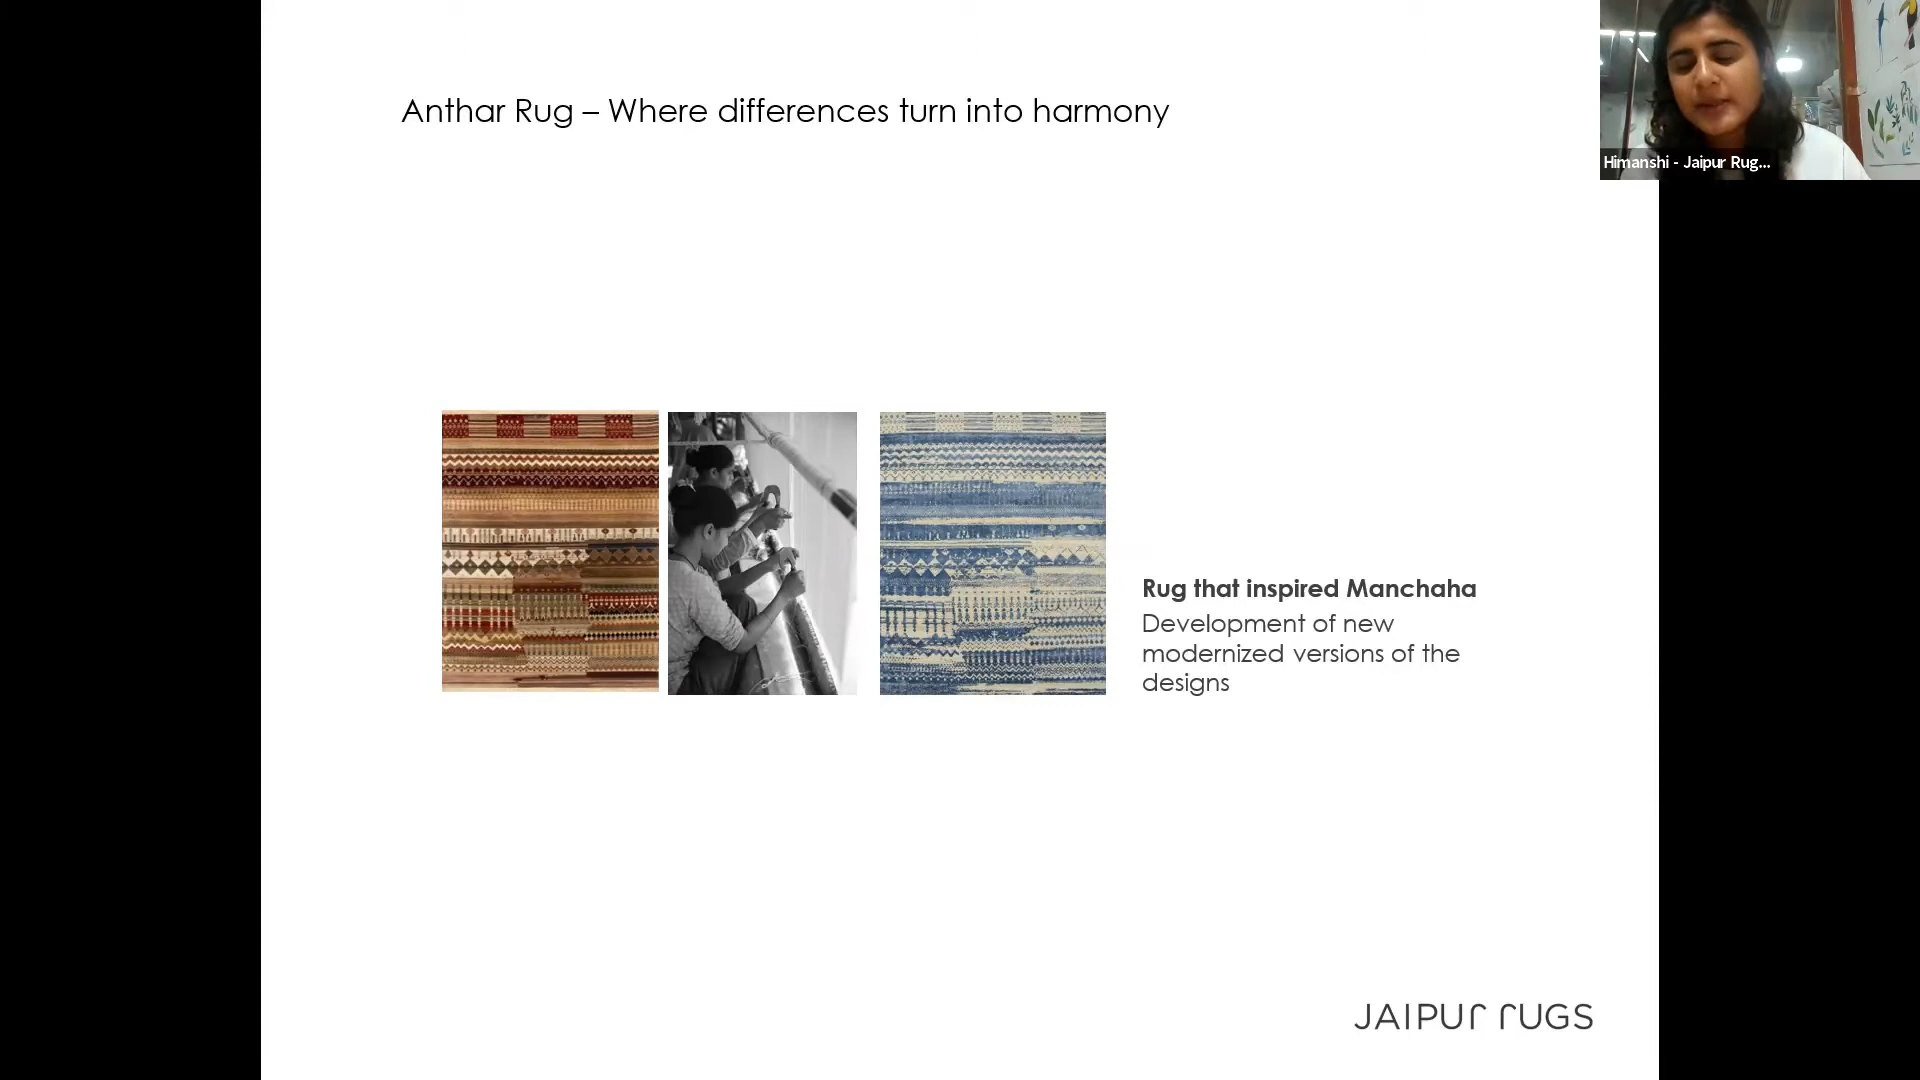 Anthar Rug – Where differences turn into harmony
Himanshi - Jaipur Rug...
Rug that inspired Manchaha
Development of new
modernized versions of the
designs
JAIPUR RUGS